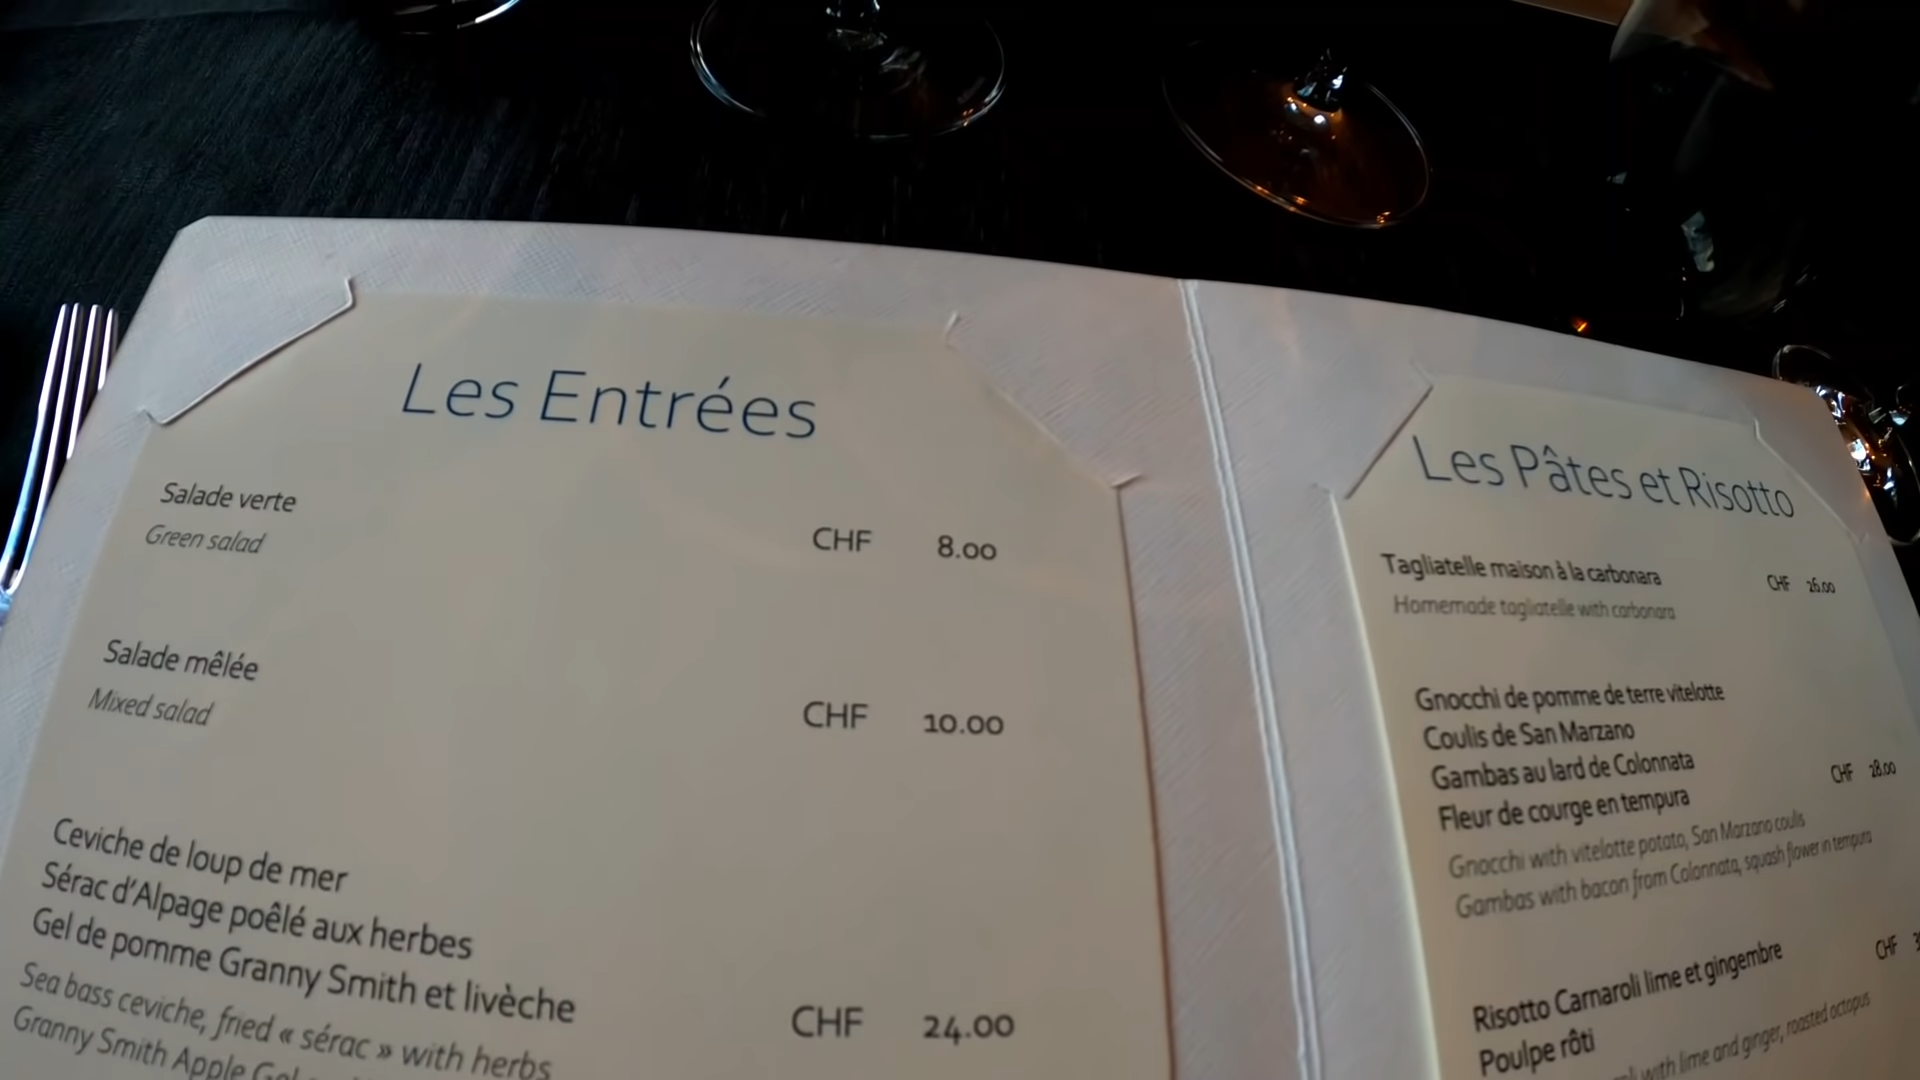 Les Entrées
Salade verte
Green salad
CHF 8.00
Salade mêlée
Mixed salad
CHF 10.00
Ceviche de loup de mer
Sérac d'Alpage poêlé aux herbes
Gel de pomme Granny Smith et livèche
Sea bass ceviche, fried « sérac » with herbs
Granny Smith Apple Gel
CHF 24.00
Les Pâtes et Risotto
Tagliatelle maison à la carbonara
CHF 26.00
Homemade tagliatelle with carbonara
Gnocchi de pomme de terre vitelotte
Coulis de San Marzano
Gambas au lard de Colonnata
Fleur de courge en tempura
CHF 28.00
Gnocchi with vitelotte potato, San Marzano coulis
Gambas with bacon from Colonnata, squash flower in tempura
Risotto Carnaroli lime et gingembre
CHF
Poulpe rôti
with lime and ginger, roasted octopus